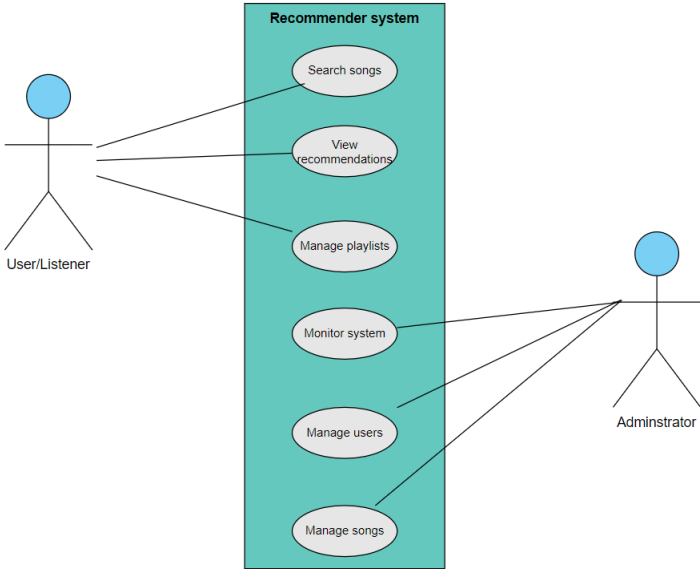 Recommender system
Search songs
View
recommendations
Manage playlists
User/Listener
Monitor system
Adminstrator
Manage users
Manage songs